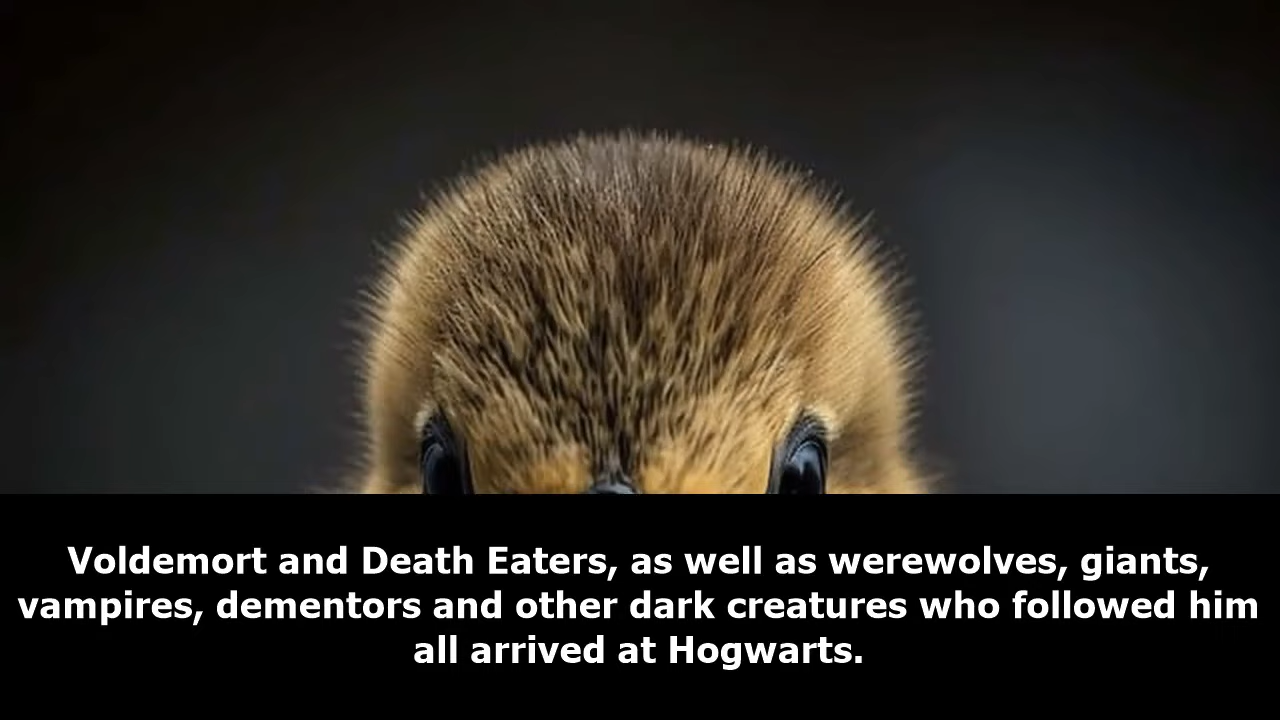 Voldemort and Death Eaters, as well as werewolves, giants,
vampires, dementors and other dark creatures who followed him
all arrived at Hogwarts.